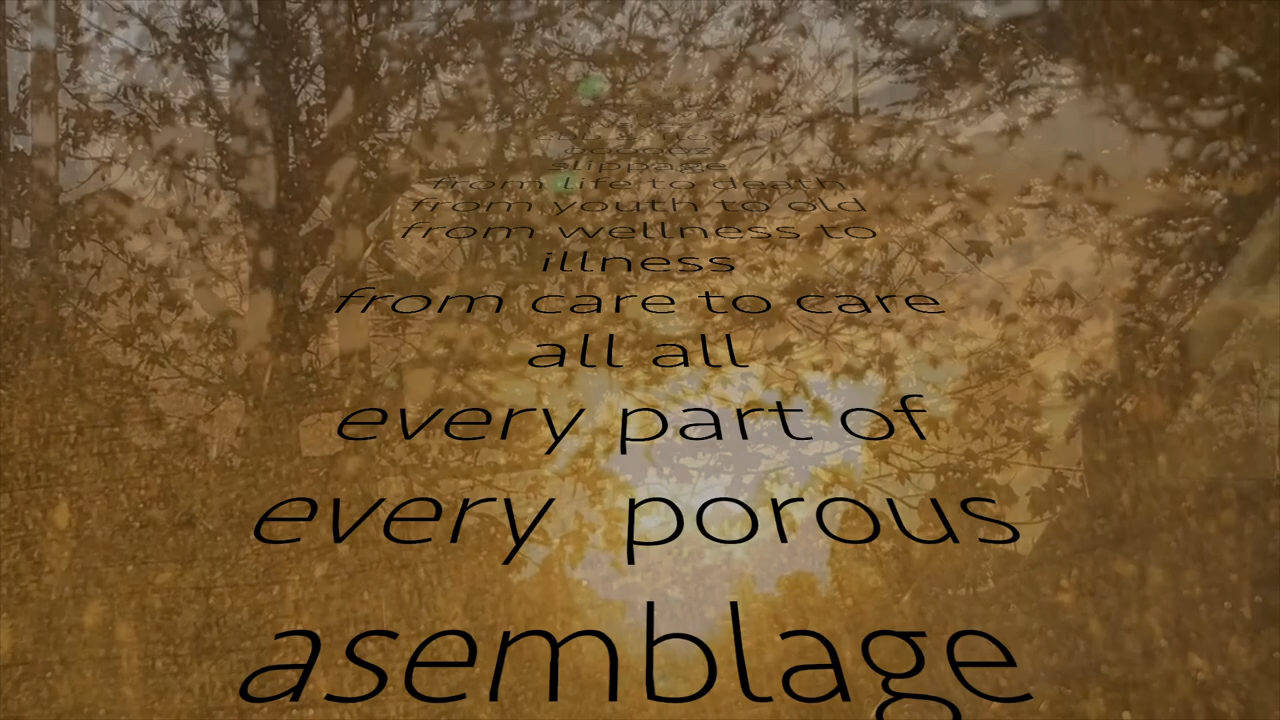 slippage
from life to death
from youth to old
from wellness to
illness
from care to care
all all
every part of
every porous
asemblage